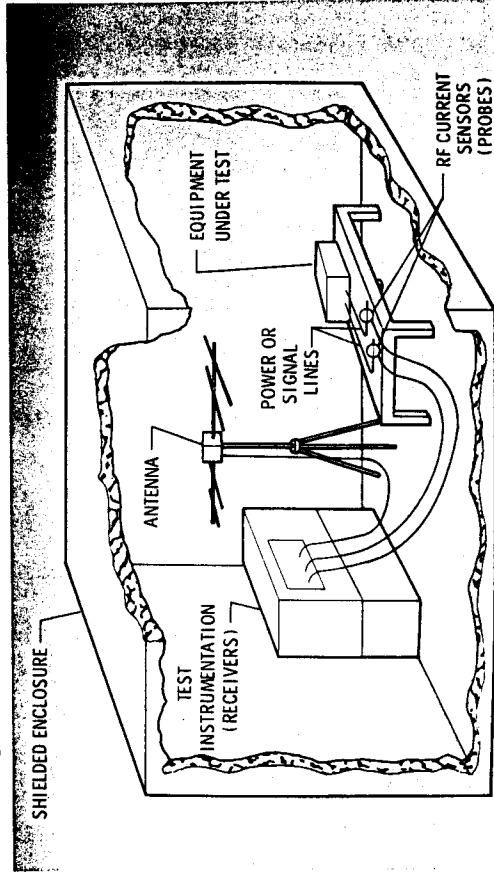 SHIELDED ENCLOSURE
ANTENNA
EQUIPMENT
UNDER TEST
POWER OR
SIGNAL
LINES
TEST
INSTRUMENTATION
(RECEIVERS)
RF CURRENT
SENSORS
(PROBES)